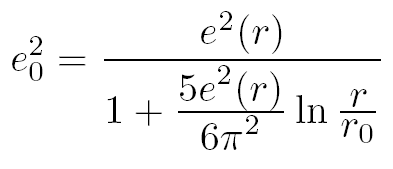 e_0^2 = \frac{e^2(r)}{1 + \frac{5e^2(r)}{6\pi^2} \ln \frac{r}{r_0}}